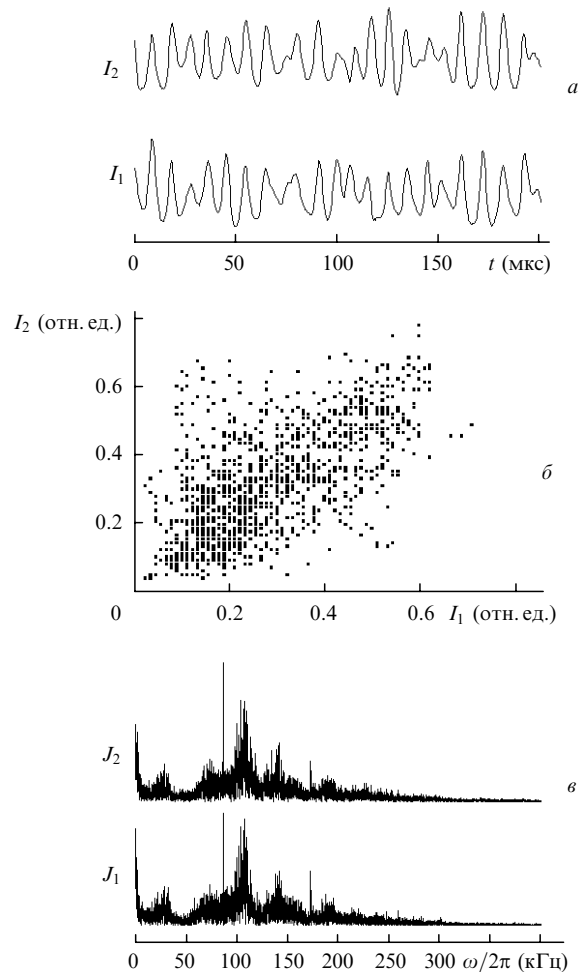 I₂
а
I₁
0 50 100 150 t (мкс)
I₂ (отн. ед.)
0.6
0.4
б
0.2
0 0.2 0.4 0.6 I₁ (отн. ед.)
J₂
в
J₁
0 50 100 150 200 250 300 ω/2π (кГц)